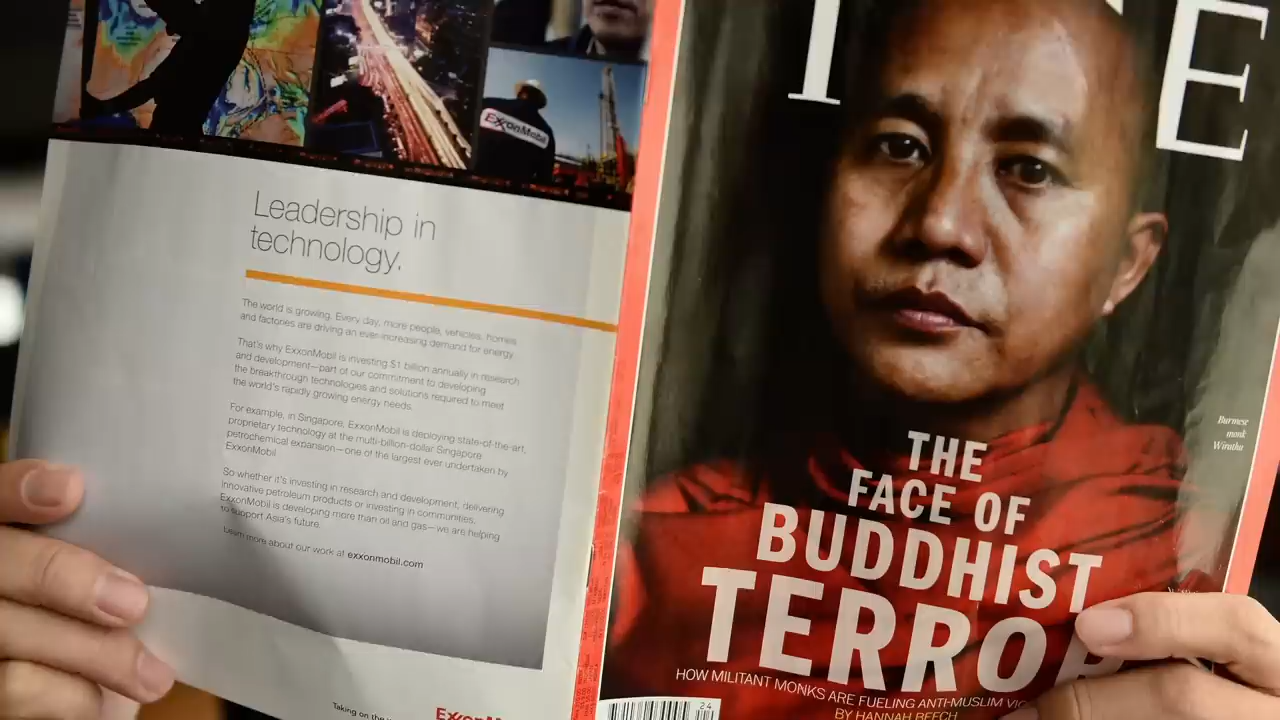 ExxonMobil
Leadership in
technology.
The world is growing. Every day, more people, vehicles, homes
and factories are driving an ever-increasing demand for energy.
That's why ExxonMobil is investing $1 billion annually in research
and development—part of our commitment to developing
the breakthrough technologies and solutions required to meet
the world's rapidly growing energy needs.
For example, in Singapore, ExxonMobil is deploying state-of-the-art,
proprietary technology at the multi-billion-dollar Singapore
petrochemical expansion—one of the largest ever undertaken by
ExxonMobil.
So whether it's investing in research and development, delivering
innovative petroleum products or investing in communities,
ExxonMobil is developing more than oil and gas—we are helping
to support Asia's future.
Learn more about our work at exxonmobil.com
Taking on the
Burmese
monk
Wirathu
THE
FACE OF
BUDDHIST
TERROR
HOW MILITANT MONKS ARE FUELING ANTI-MUSLIM
BY HANNAH BEECH
24